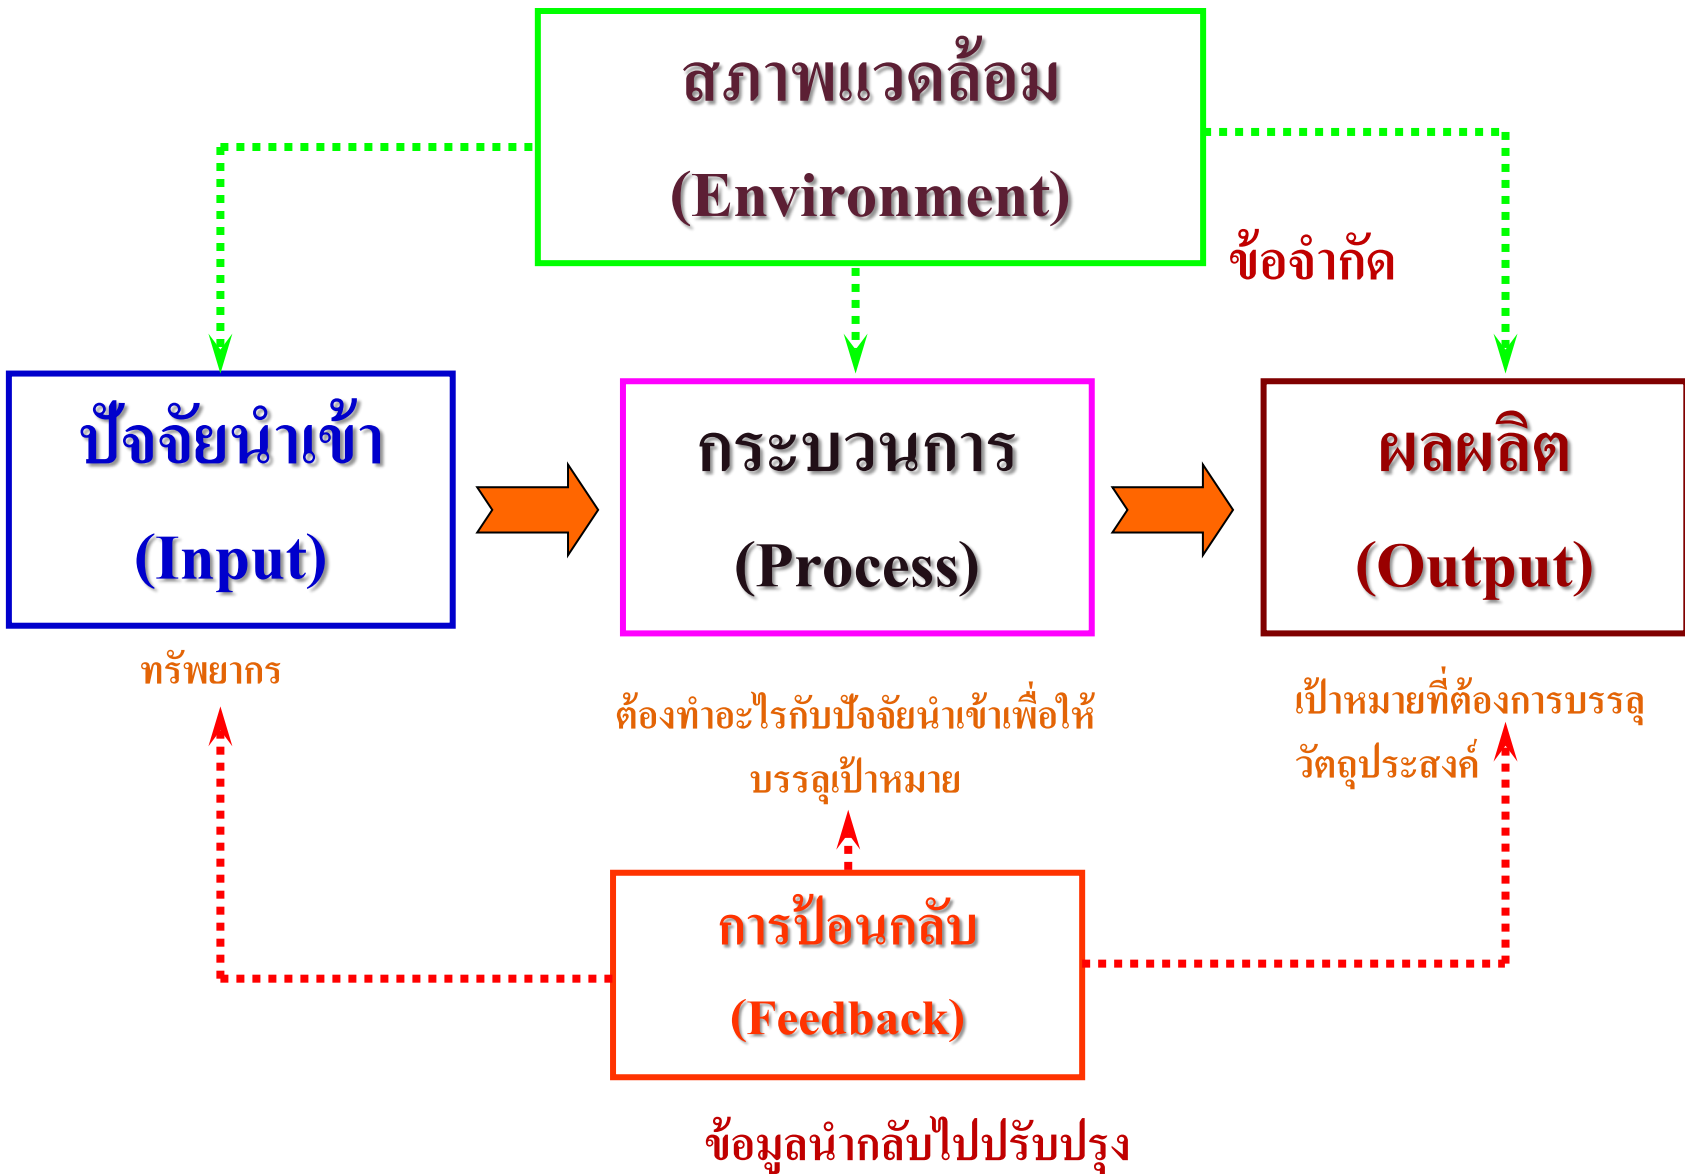 สภาพแวดล้อม
(Environment)
ข้อจำกัด
ปัจจัยนำเข้า
(Input)
กระบวนการ
(Process)
ผลผลิต
(Output)
ทรัพยากร
ต้องทำอะไรกับปัจจัยนำเข้าเพื่อให้
บรรลุเป้าหมาย
เป้าหมายที่ต้องการบรรลุ
วัตถุประสงค์
การป้อนกลับ
(Feedback)
ข้อมูลนำกลับไปปรับปรุง